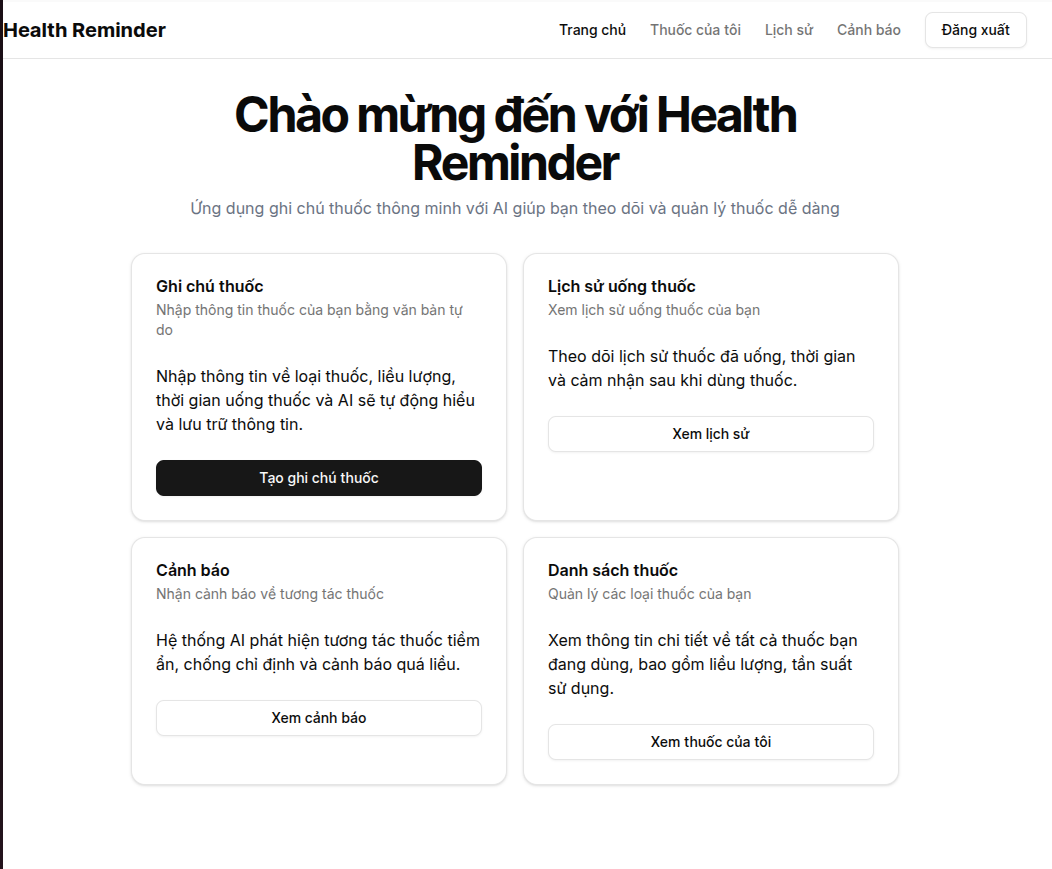 Health Reminder
Trang chủ
Thuốc của tôi
Lịch sử
Cảnh báo
Đăng xuất
Chào mừng đến với Health
Reminder
Ứng dụng ghi chú thuốc thông minh với AI giúp bạn theo dõi và quản lý thuốc dễ dàng
Ghi chú thuốc
Nhập thông tin thuốc của bạn bằng văn bản tự
do
Nhập thông tin về loại thuốc, liều lượng,
thời gian uống thuốc và AI sẽ tự động hiểu
và lưu trữ thông tin.
Tạo ghi chú thuốc
Lịch sử uống thuốc
Xem lịch sử uống thuốc của bạn
Theo dõi lịch sử thuốc đã uống, thời gian
và cảm nhận sau khi dùng thuốc.
Xem lịch sử
Cảnh báo
Nhận cảnh báo về tương tác thuốc
Hệ thống AI phát hiện tương tác thuốc tiềm
ẩn, chống chỉ định và cảnh báo quá liều.
Xem cảnh báo
Danh sách thuốc
Quản lý các loại thuốc của bạn
Xem thông tin chi tiết về tất cả thuốc bạn
đang dùng, bao gồm liều lượng, tần suất
sử dụng.
Xem thuốc của tôi